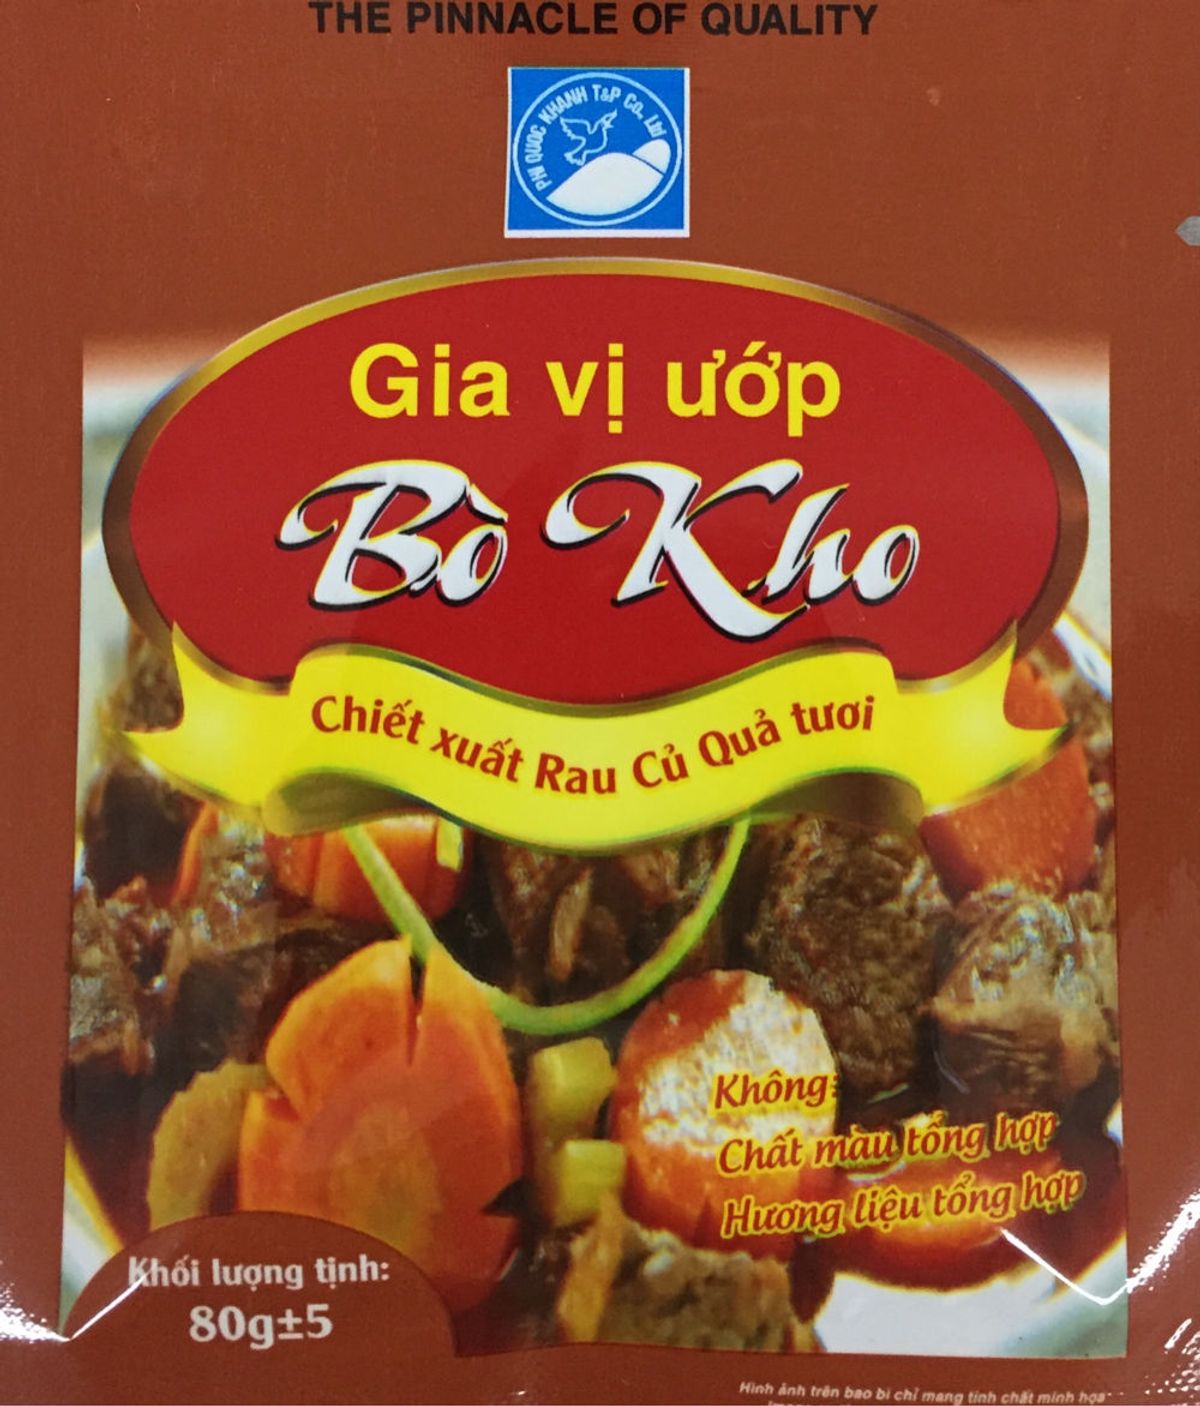 THE PINNACLE OF QUALITY
PHI QUOC KHANH T&P Co., Ltd
Gia vị ướp
Bò Kho
Chiết xuất Rau Củ Quả tươi
Không:
Chất màu tổng hợp
Hương liệu tổng hợp
Khối lượng tịnh:
80g±5
Hình ảnh trên bao bì chỉ mang tính chất minh họa